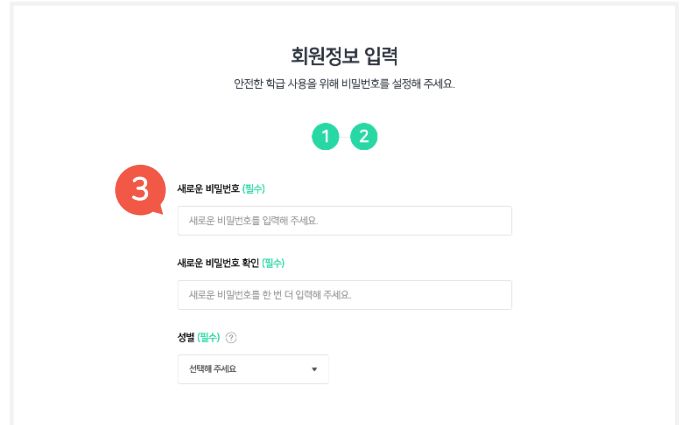 회원정보 입력
안전한 학급 사용을 위해 비밀번호를 설정해 주세요.
1 2
3
새로운 비밀번호 (필수)
새로운 비밀번호를 입력해 주세요.
새로운 비밀번호 확인 (필수)
새로운 비밀번호를 한 번 더 입력해 주세요.
성별 (필수) ?
선택해 주세요